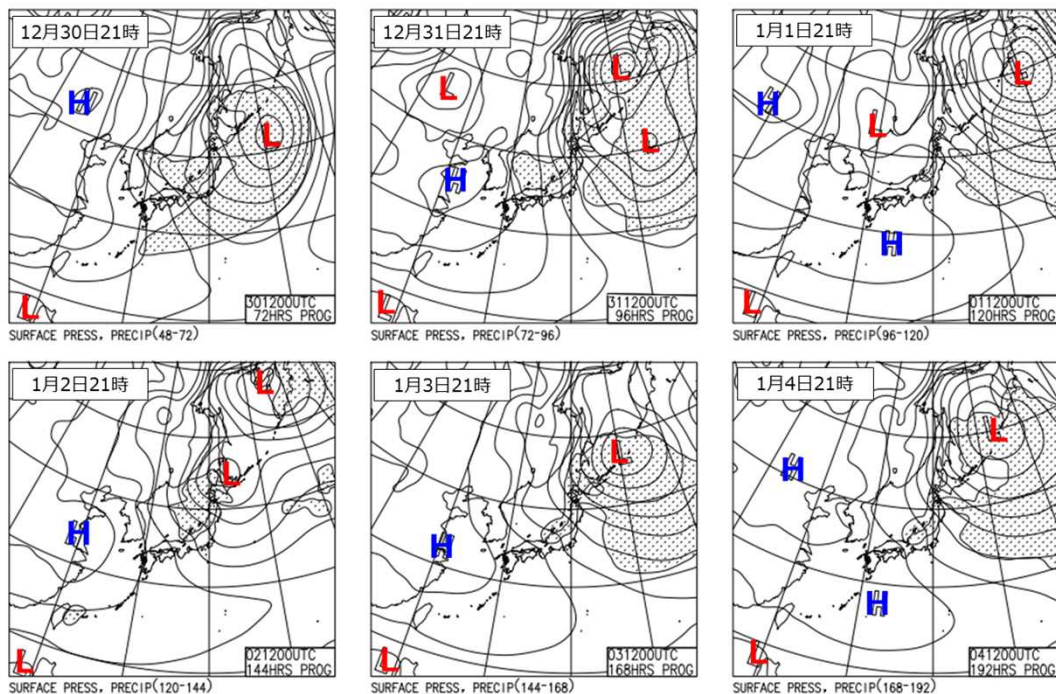 12月30日21時
H
L
L
301200UTC
72HRS PROG
SURFACE PRESS, PRECIP(48-72)
12月31日21時
L
L
L
H
L
311200UTC
96HRS PROG
SURFACE PRESS, PRECIP(72-96)
1月1日21時
H
L
L
H
L
011200UTC
120HRS PROG
SURFACE PRESS, PRECIP(96-120)
1月2日21時
L
L
H
L
021200UTC
144HRS PROG
SURFACE PRESS, PRECIP(120-144)
1月3日21時
L
H
L
031200UTC
168HRS PROG
SURFACE PRESS, PRECIP(144-168)
1月4日21時
L
H
H
L
041200UTC
192HRS PROG
SURFACE PRESS, PRECIP(168-192)